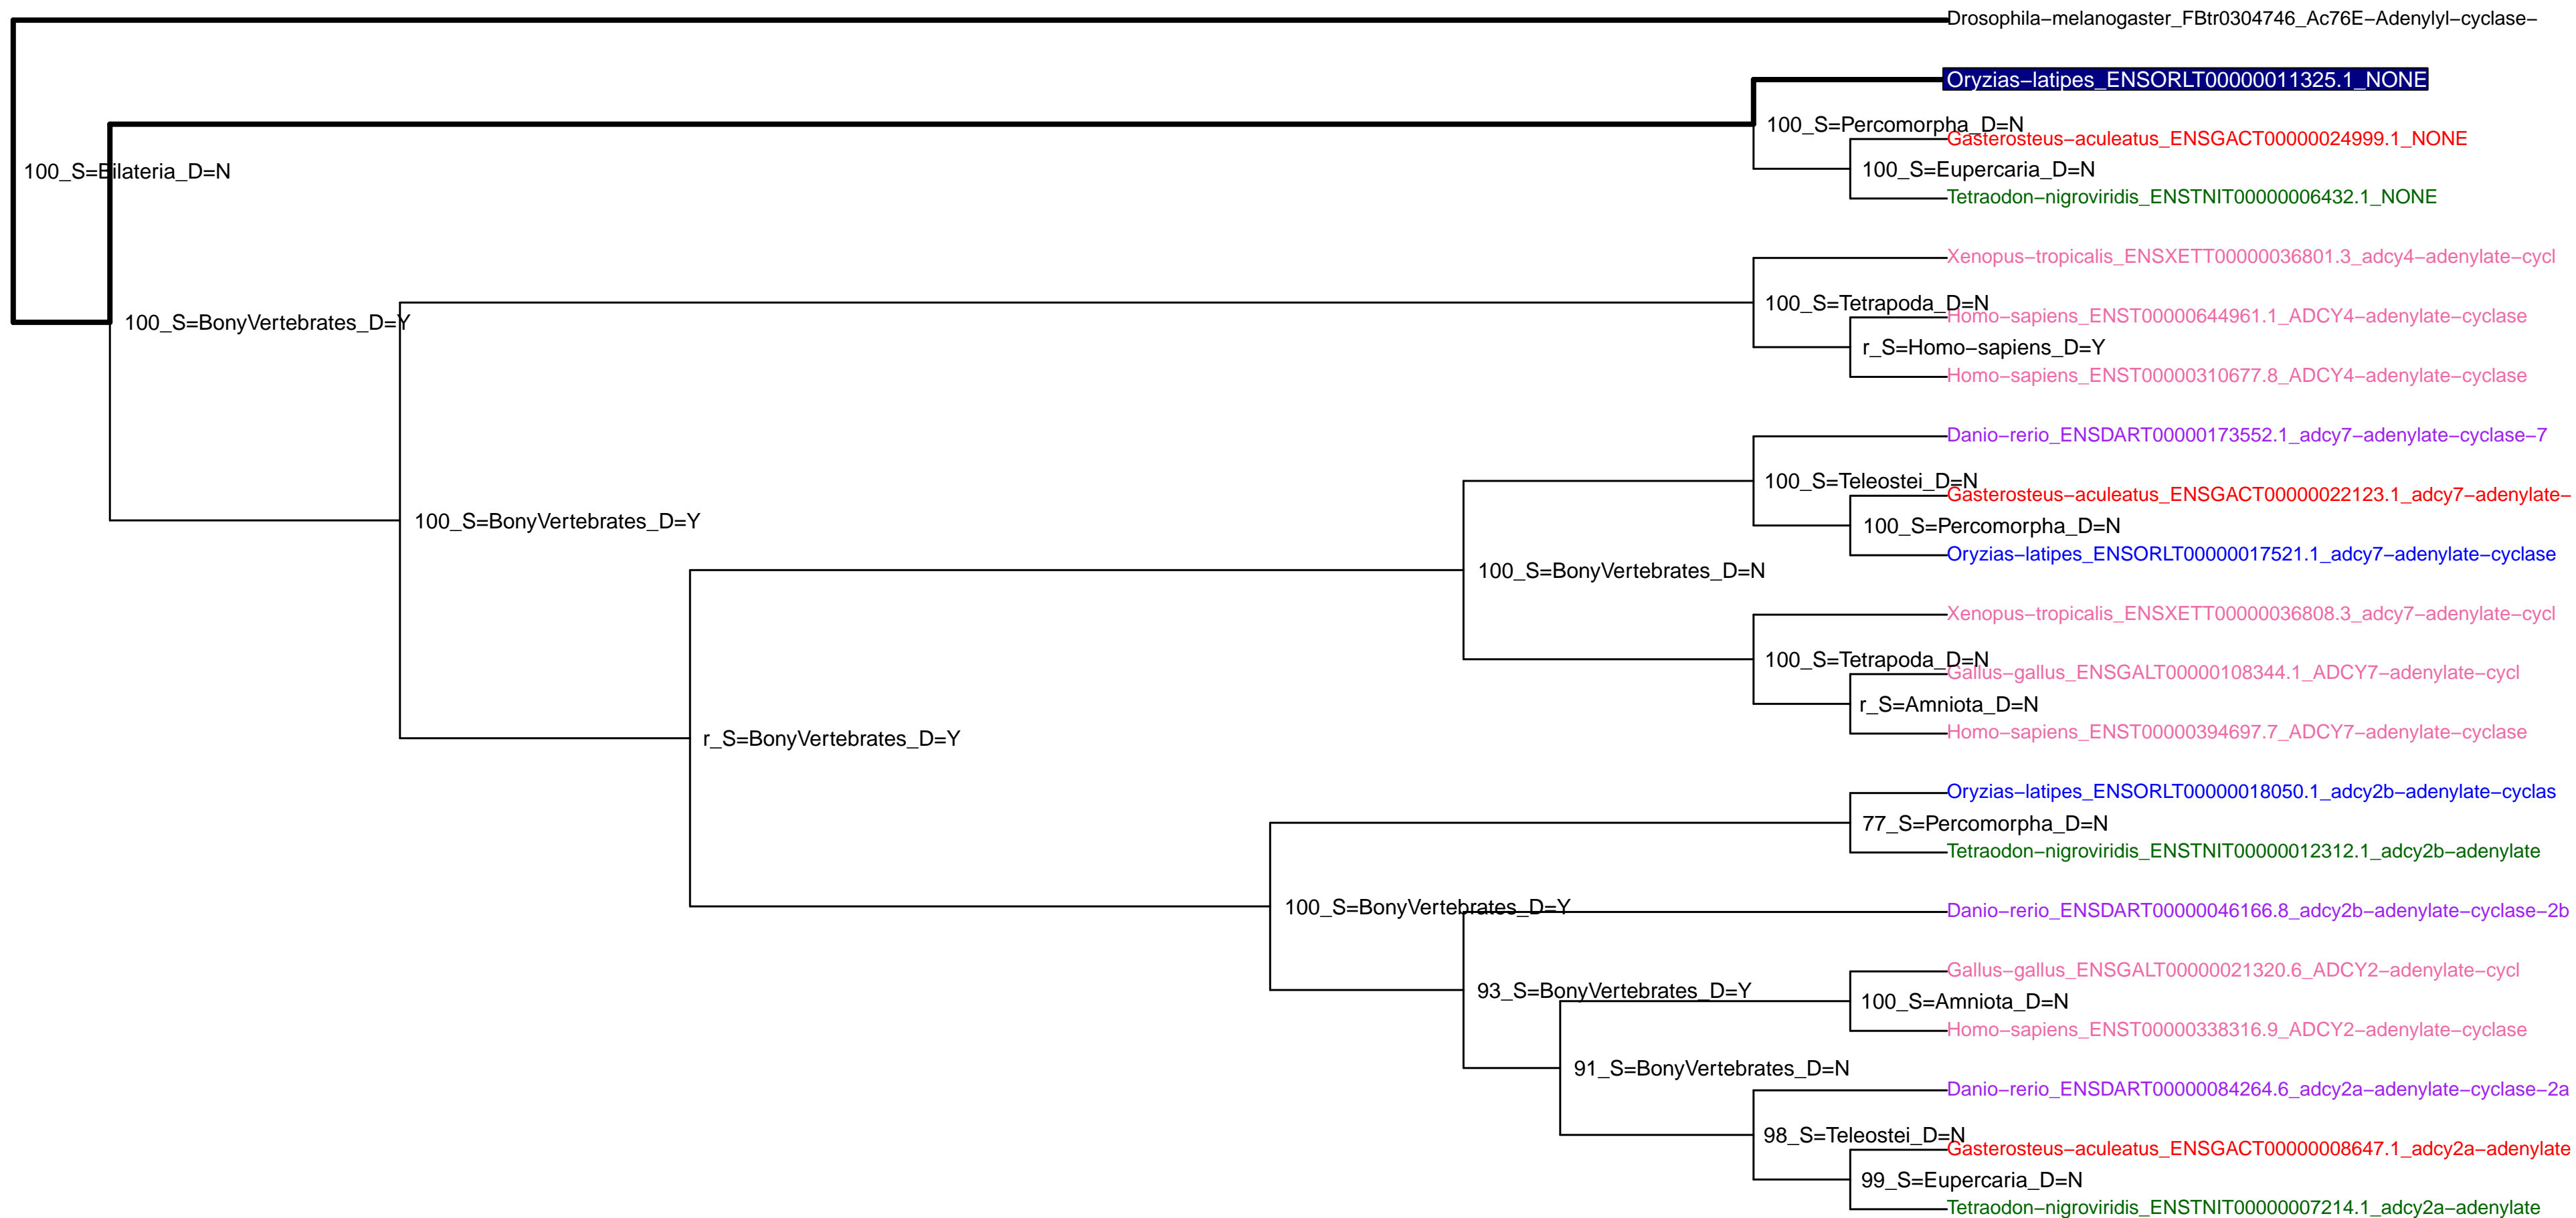 Drosophila−melanogaster_FBtr0304746_Ac76E−Adenylyl−cyclase−
Oryzias−latipes_ENSORLT00000011325.1_NONE
100_S=Percomorpha_D=N
Gasterosteus−aculeatus_ENSGACT00000024999.1_NONE
100_S=Bilateria_D=N
100_S=Eupercaria_D=N
Tetraodon−nigroviridis_ENSTNIT00000006432.1_NONE
Xenopus−tropicalis_ENSXETT00000036801.3_adcy4−adenylate−cycl
100_S=Tetrapoda_D=N
Homo−sapiens_ENST00000644961.1_ADCY4−adenylate−cyclase
100_S=BonyVertebrates_D=Y
r_S=Homo−sapiens_D=Y
Homo−sapiens_ENST00000310677.8_ADCY4−adenylate−cyclase
Danio−rerio_ENSDART00000173552.1_adcy7−adenylate−cyclase−7
100_S=Teleostei_D=N
Gasterosteus−aculeatus_ENSGACT00000022123.1_adcy7−adenylate−
100_S=BonyVertebrates_D=Y
100_S=Percomorpha_D=N
Oryzias−latipes_ENSORLT00000017521.1_adcy7−adenylate−cyclase
100_S=BonyVertebrates_D=N
Xenopus−tropicalis_ENSXETT00000036808.3_adcy7−adenylate−cycl
100_S=Tetrapoda_D=N
Gallus−gallus_ENSGALT00000108344.1_ADCY7−adenylate−cycl
r_S=Amniota_D=N
Homo−sapiens_ENST00000394697.7_ADCY7−adenylate−cyclase
r_S=BonyVertebrates_D=Y
Oryzias−latipes_ENSORLT00000018050.1_adcy2b−adenylate−cyclas
77_S=Percomorpha_D=N
Tetraodon−nigroviridis_ENSTNIT00000012312.1_adcy2b−adenylate
100_S=BonyVertebrates_D=Y
Danio−rerio_ENSDART00000046166.8_adcy2b−adenylate−cyclase−2b
Gallus−gallus_ENSGALT00000021320.6_ADCY2−adenylate−cycl
93_S=BonyVertebrates_D=Y
100_S=Amniota_D=N
Homo−sapiens_ENST00000338316.9_ADCY2−adenylate−cyclase
91_S=BonyVertebrates_D=N
Danio−rerio_ENSDART00000084264.6_adcy2a−adenylate−cyclase−2a
98_S=Teleostei_D=N
Gasterosteus−aculeatus_ENSGACT00000008647.1_adcy2a−adenylate
99_S=Eupercaria_D=N
Tetraodon−nigroviridis_ENSTNIT00000007214.1_adcy2a−adenylate